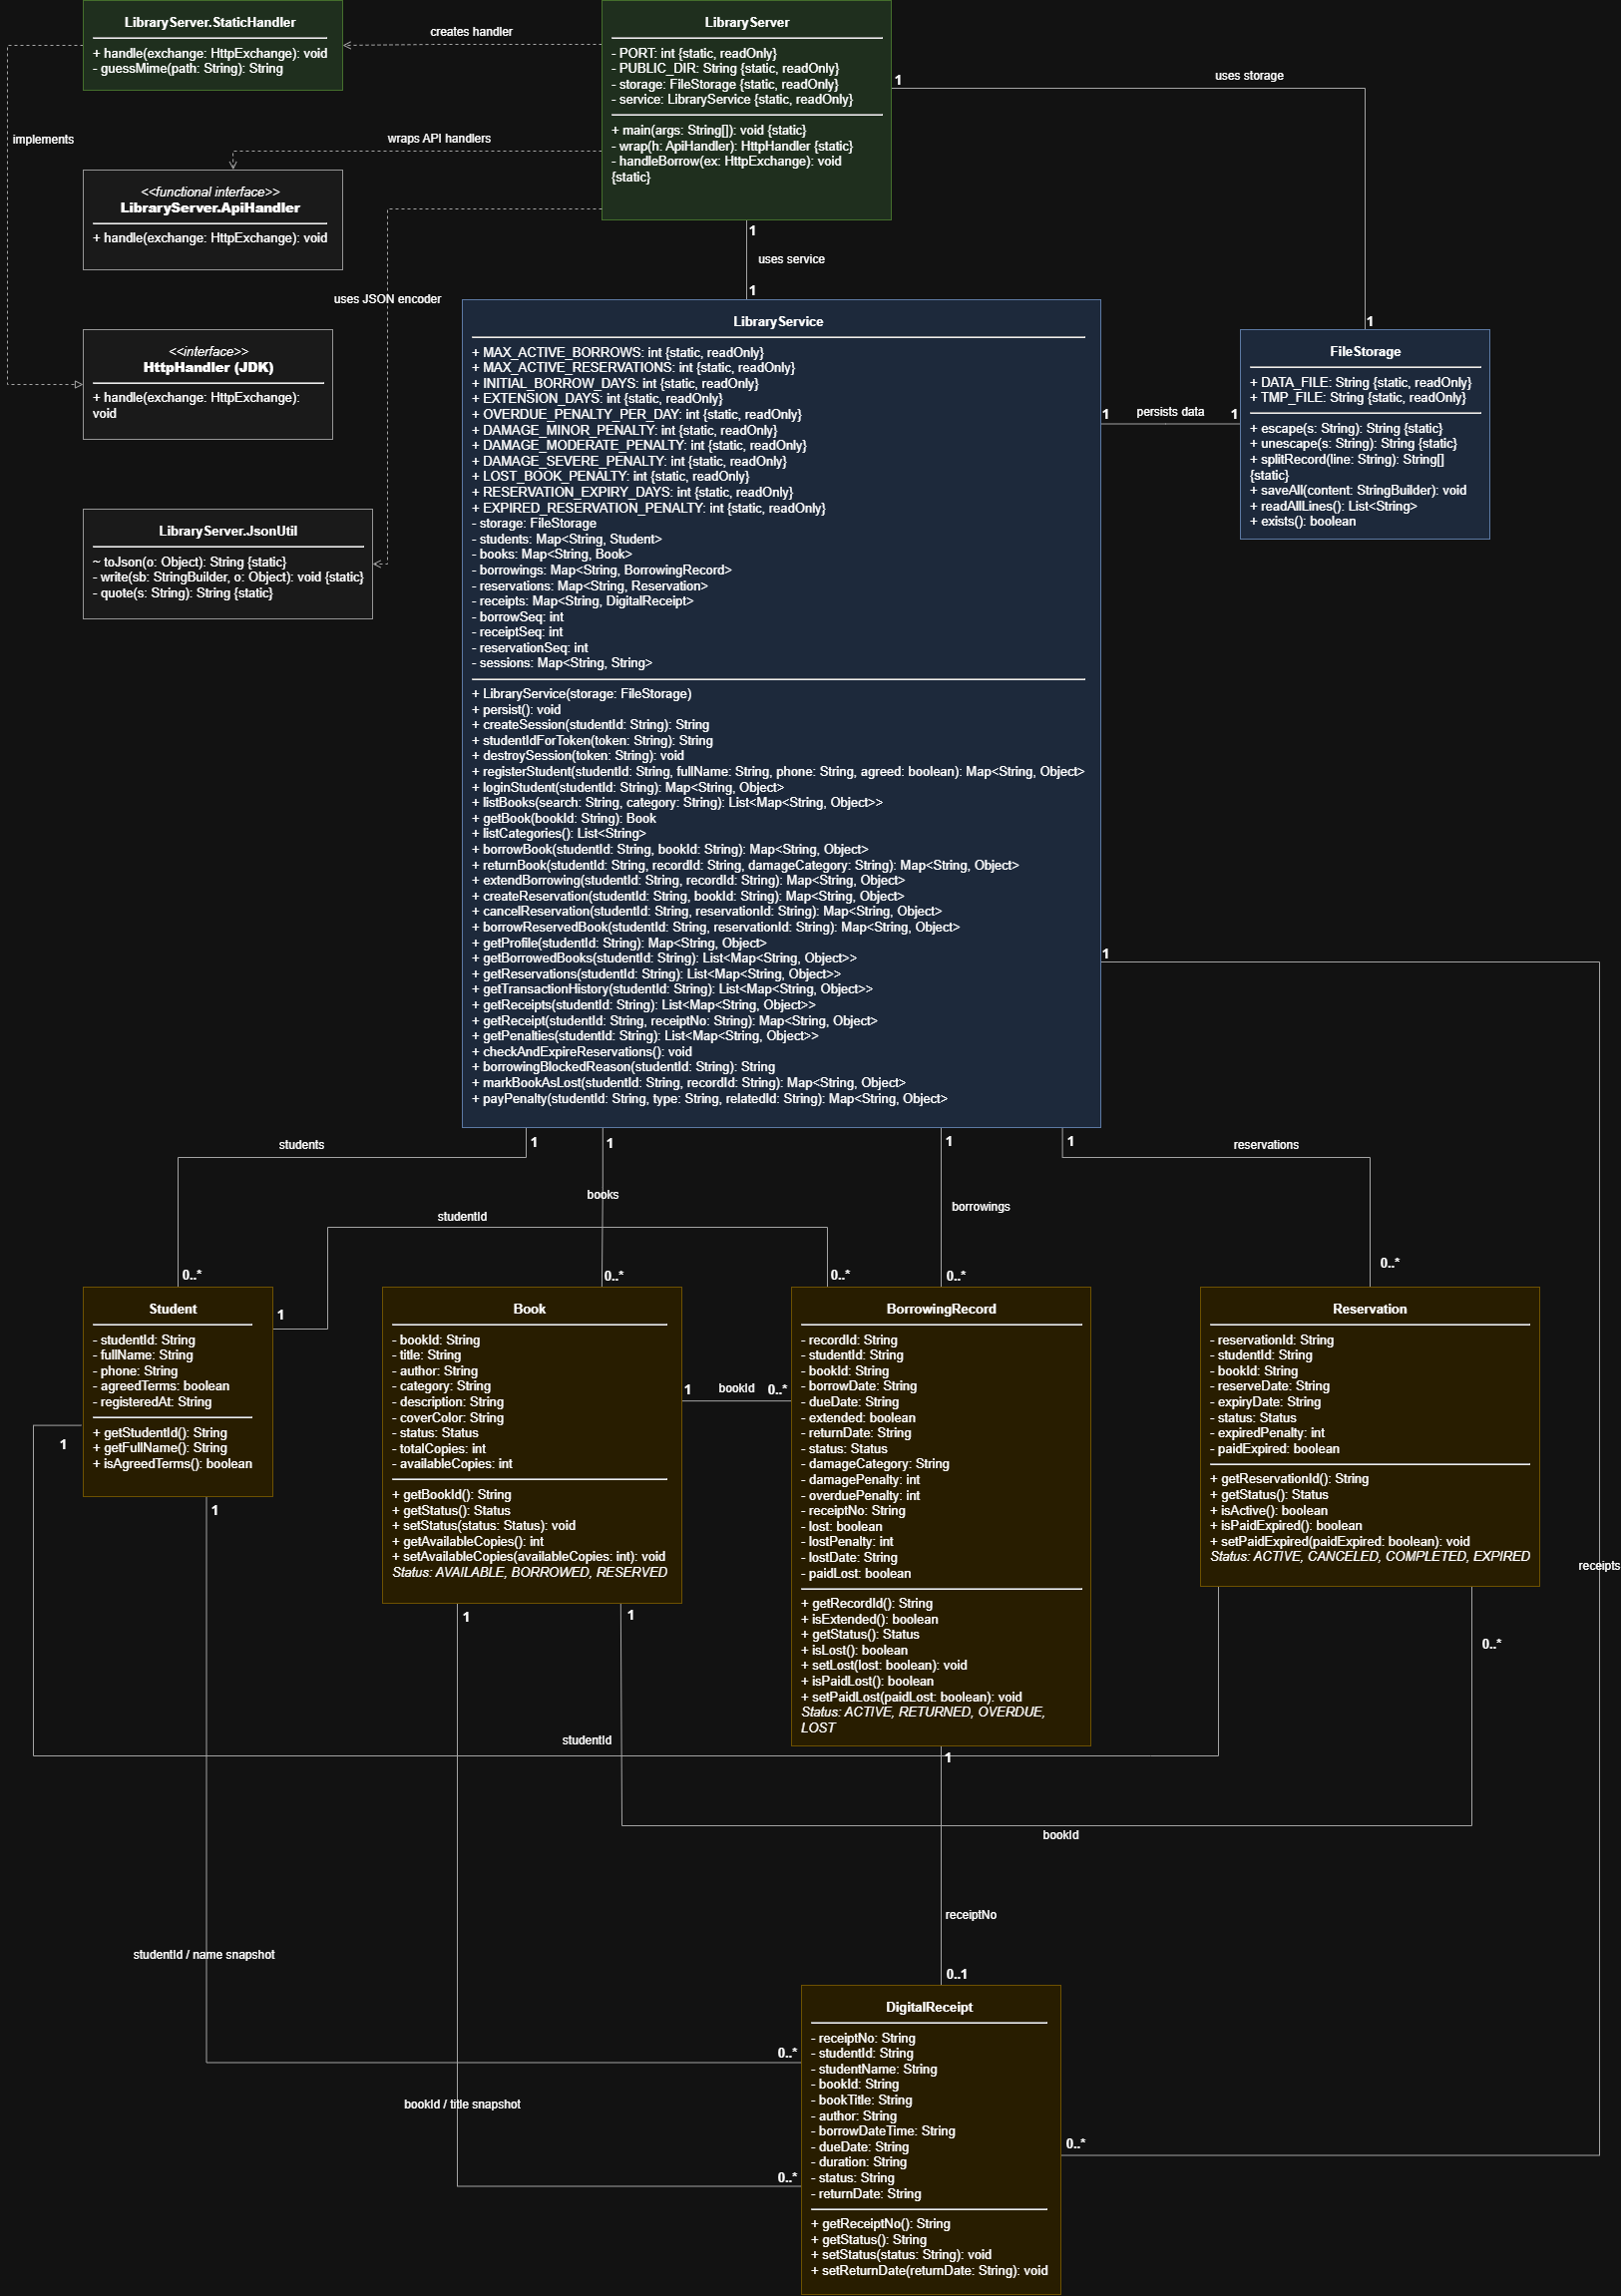 LibraryServer.StaticHandler
+ handle(exchange: HttpExchange): void
- guessMime(path: String): String
creates handler
LibraryServer
- PORT: int {static, readOnly}
- PUBLIC_DIR: String {static, readOnly}
- storage: FileStorage {static, readOnly}
- service: LibraryService {static, readOnly}
+ main(args: String[]): void {static}
- wrap(h: ApiHandler): HttpHandler {static}
- handleBorrow(ex: HttpExchange): void
{static}
1
uses storage
implements
wraps API handlers
<<functional interface>>
LibraryServer.ApiHandler
+ handle(exchange: HttpExchange): void
1
uses service
1
uses JSON encoder
1
<<interface>>
HttpHandler (JDK)
+ handle(exchange: HttpExchange):
void
LibraryServer.JsonUtil
~ toJson(o: Object): String {static}
- write(sb: StringBuilder, o: Object): void {static}
- quote(s: String): String {static}
LibraryService
+ MAX_ACTIVE_BORROWS: int {static, readOnly}
+ MAX_ACTIVE_RESERVATIONS: int {static, readOnly}
+ INITIAL_BORROW_DAYS: int {static, readOnly}
+ EXTENSION_DAYS: int {static, readOnly}
+ OVERDUE_PENALTY_PER_DAY: int {static, readOnly}
+ DAMAGE_MINOR_PENALTY: int {static, readOnly}
+ DAMAGE_MODERATE_PENALTY: int {static, readOnly}
+ DAMAGE_SEVERE_PENALTY: int {static, readOnly}
+ LOST_BOOK_PENALTY: int {static, readOnly}
+ RESERVATION_EXPIRY_DAYS: int {static, readOnly}
+ EXPIRED_RESERVATION_PENALTY: int {static, readOnly}
- storage: FileStorage
- students: Map<String, Student>
- books: Map<String, Book>
- borrowings: Map<String, BorrowingRecord>
- reservations: Map<String, Reservation>
- receipts: Map<String, DigitalReceipt>
- borrowSeq: int
- receiptSeq: int
- reservationSeq: int
- sessions: Map<String, String>
+ LibraryService(storage: FileStorage)
+ persist(): void
+ createSession(studentId: String): String
+ studentIdForToken(token: String): String
+ destroySession(token: String): void
+ registerStudent(studentId: String, fullName: String, phone: String, agreed: boolean): Map<String, Object>
+ loginStudent(studentId: String): Map<String, Object>
+ listBooks(search: String, category: String): List<Map<String, Object>>
+ getBook(bookId: String): Book
+ listCategories(): List<String>
+ borrowBook(studentId: String, bookId: String): Map<String, Object>
+ returnBook(studentId: String, recordId: String, damageCategory: String): Map<String, Object>
+ extendBorrowing(studentId: String, recordId: String): Map<String, Object>
+ createReservation(studentId: String, bookId: String): Map<String, Object>
+ cancelReservation(studentId: String, reservationId: String): Map<String, Object>
+ borrowReservedBook(studentId: String, reservationId: String): Map<String, Object>
+ getProfile(studentId: String): Map<String, Object>
+ getBorrowedBooks(studentId: String): List<Map<String, Object>>
+ getReservations(studentId: String): List<Map<String, Object>>
+ getTransactionHistory(studentId: String): List<Map<String, Object>>
+ getReceipts(studentId: String): List<Map<String, Object>>
+ getReceipt(studentId: String, receiptNo: String): Map<String, Object>
+ getPenalties(studentId: String): List<Map<String, Object>>
+ checkAndExpireReservations(): void
+ borrowingBlockedReason(studentId: String): String
+ markBookAsLost(studentId: String, recordId: String): Map<String, Object>
+ payPenalty(studentId: String, type: String, relatedId: String): Map<String, Object>
1
persists data
1
FileStorage
+ DATA_FILE: String {static, readOnly}
+ TMP_FILE: String {static, readOnly}
+ escape(s: String): String {static}
+ unescape(s: String): String {static}
+ splitRecord(line: String): String[]
{static}
+ saveAll(content: StringBuilder): void
+ readAllLines(): List<String>
+ exists(): boolean
1
students
1
1
1
1
reservations
books
borrowings
studentId
0..*
0..*
0..*
0..*
0..*
Student
- studentId: String
- fullName: String
- phone: String
- agreedTerms: boolean
- registeredAt: String
+ getStudentId(): String
+ getFullName(): String
+ isAgreedTerms(): boolean
1
1
1
Book
- bookId: String
- title: String
- author: String
- category: String
- description: String
- coverColor: String
- status: Status
- totalCopies: int
- availableCopies: int
+ getBookId(): String
+ getStatus(): Status
+ setStatus(status: Status): void
+ getAvailableCopies(): int
+ setAvailableCopies(availableCopies: int): void
Status: AVAILABLE, BORROWED, RESERVED
1
bookId
0..*
1
1
BorrowingRecord
- recordId: String
- studentId: String
- bookId: String
- borrowDate: String
- dueDate: String
- extended: boolean
- returnDate: String
- status: Status
- damageCategory: String
- damagePenalty: int
- overduePenalty: int
- receiptNo: String
- lost: boolean
- lostPenalty: int
- lostDate: String
- paidLost: boolean
+ getRecordId(): String
+ isExtended(): boolean
+ getStatus(): Status
+ isLost(): boolean
+ setLost(lost: boolean): void
+ isPaidLost(): boolean
+ setPaidLost(paidLost: boolean): void
Status: ACTIVE, RETURNED, OVERDUE,
LOST
Reservation
- reservationId: String
- studentId: String
- bookId: String
- reserveDate: String
- expiryDate: String
- status: Status
- expiredPenalty: int
- paidExpired: boolean
+ getReservationId(): String
+ getStatus(): Status
+ isActive(): boolean
+ isPaidExpired(): boolean
+ setPaidExpired(paidExpired: boolean): void
Status: ACTIVE, CANCELED, COMPLETED, EXPIRED
receipts
0..*
studentId
1
bookId
receiptNo
studentId / name snapshot
0..1
0..*
bookId / title snapshot
0..*
DigitalReceipt
- receiptNo: String
- studentId: String
- studentName: String
- bookId: String
- bookTitle: String
- author: String
- borrowDateTime: String
- dueDate: String
- duration: String
- status: String
- returnDate: String
+ getReceiptNo(): String
+ getStatus(): String
+ setStatus(status: String): void
+ setReturnDate(returnDate: String): void
0..*